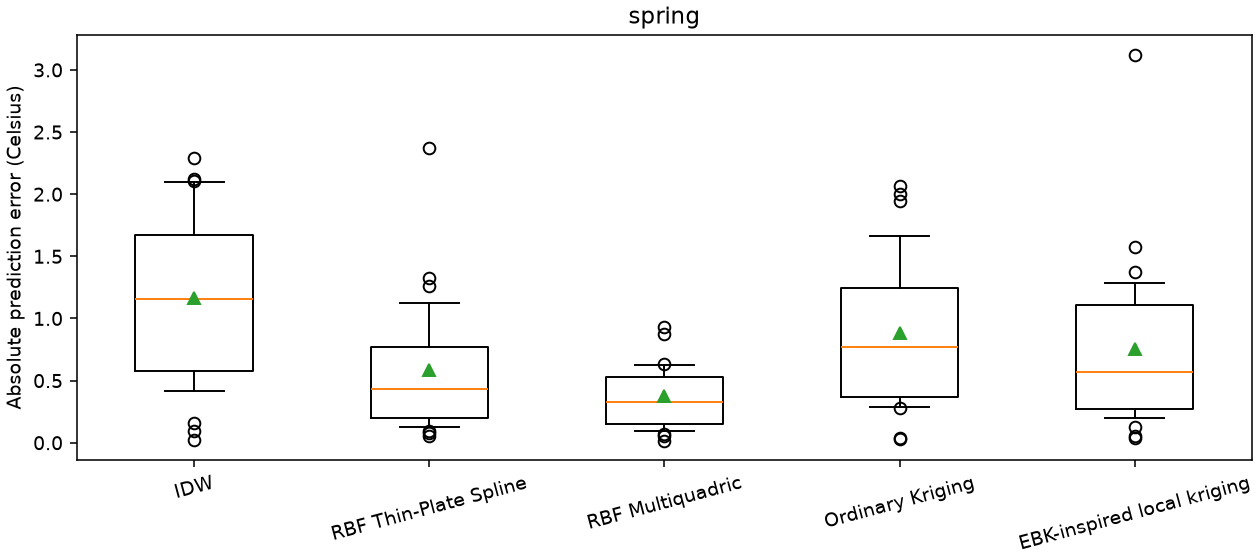 spring
Absolute prediction error (Celsius)
3.0
2.5
2.0
1.5
1.0
0.5
0.0
IDW
RBF Thin-Plate Spline
RBF Multiquadric
Ordinary Kriging
EBK-inspired local kriging